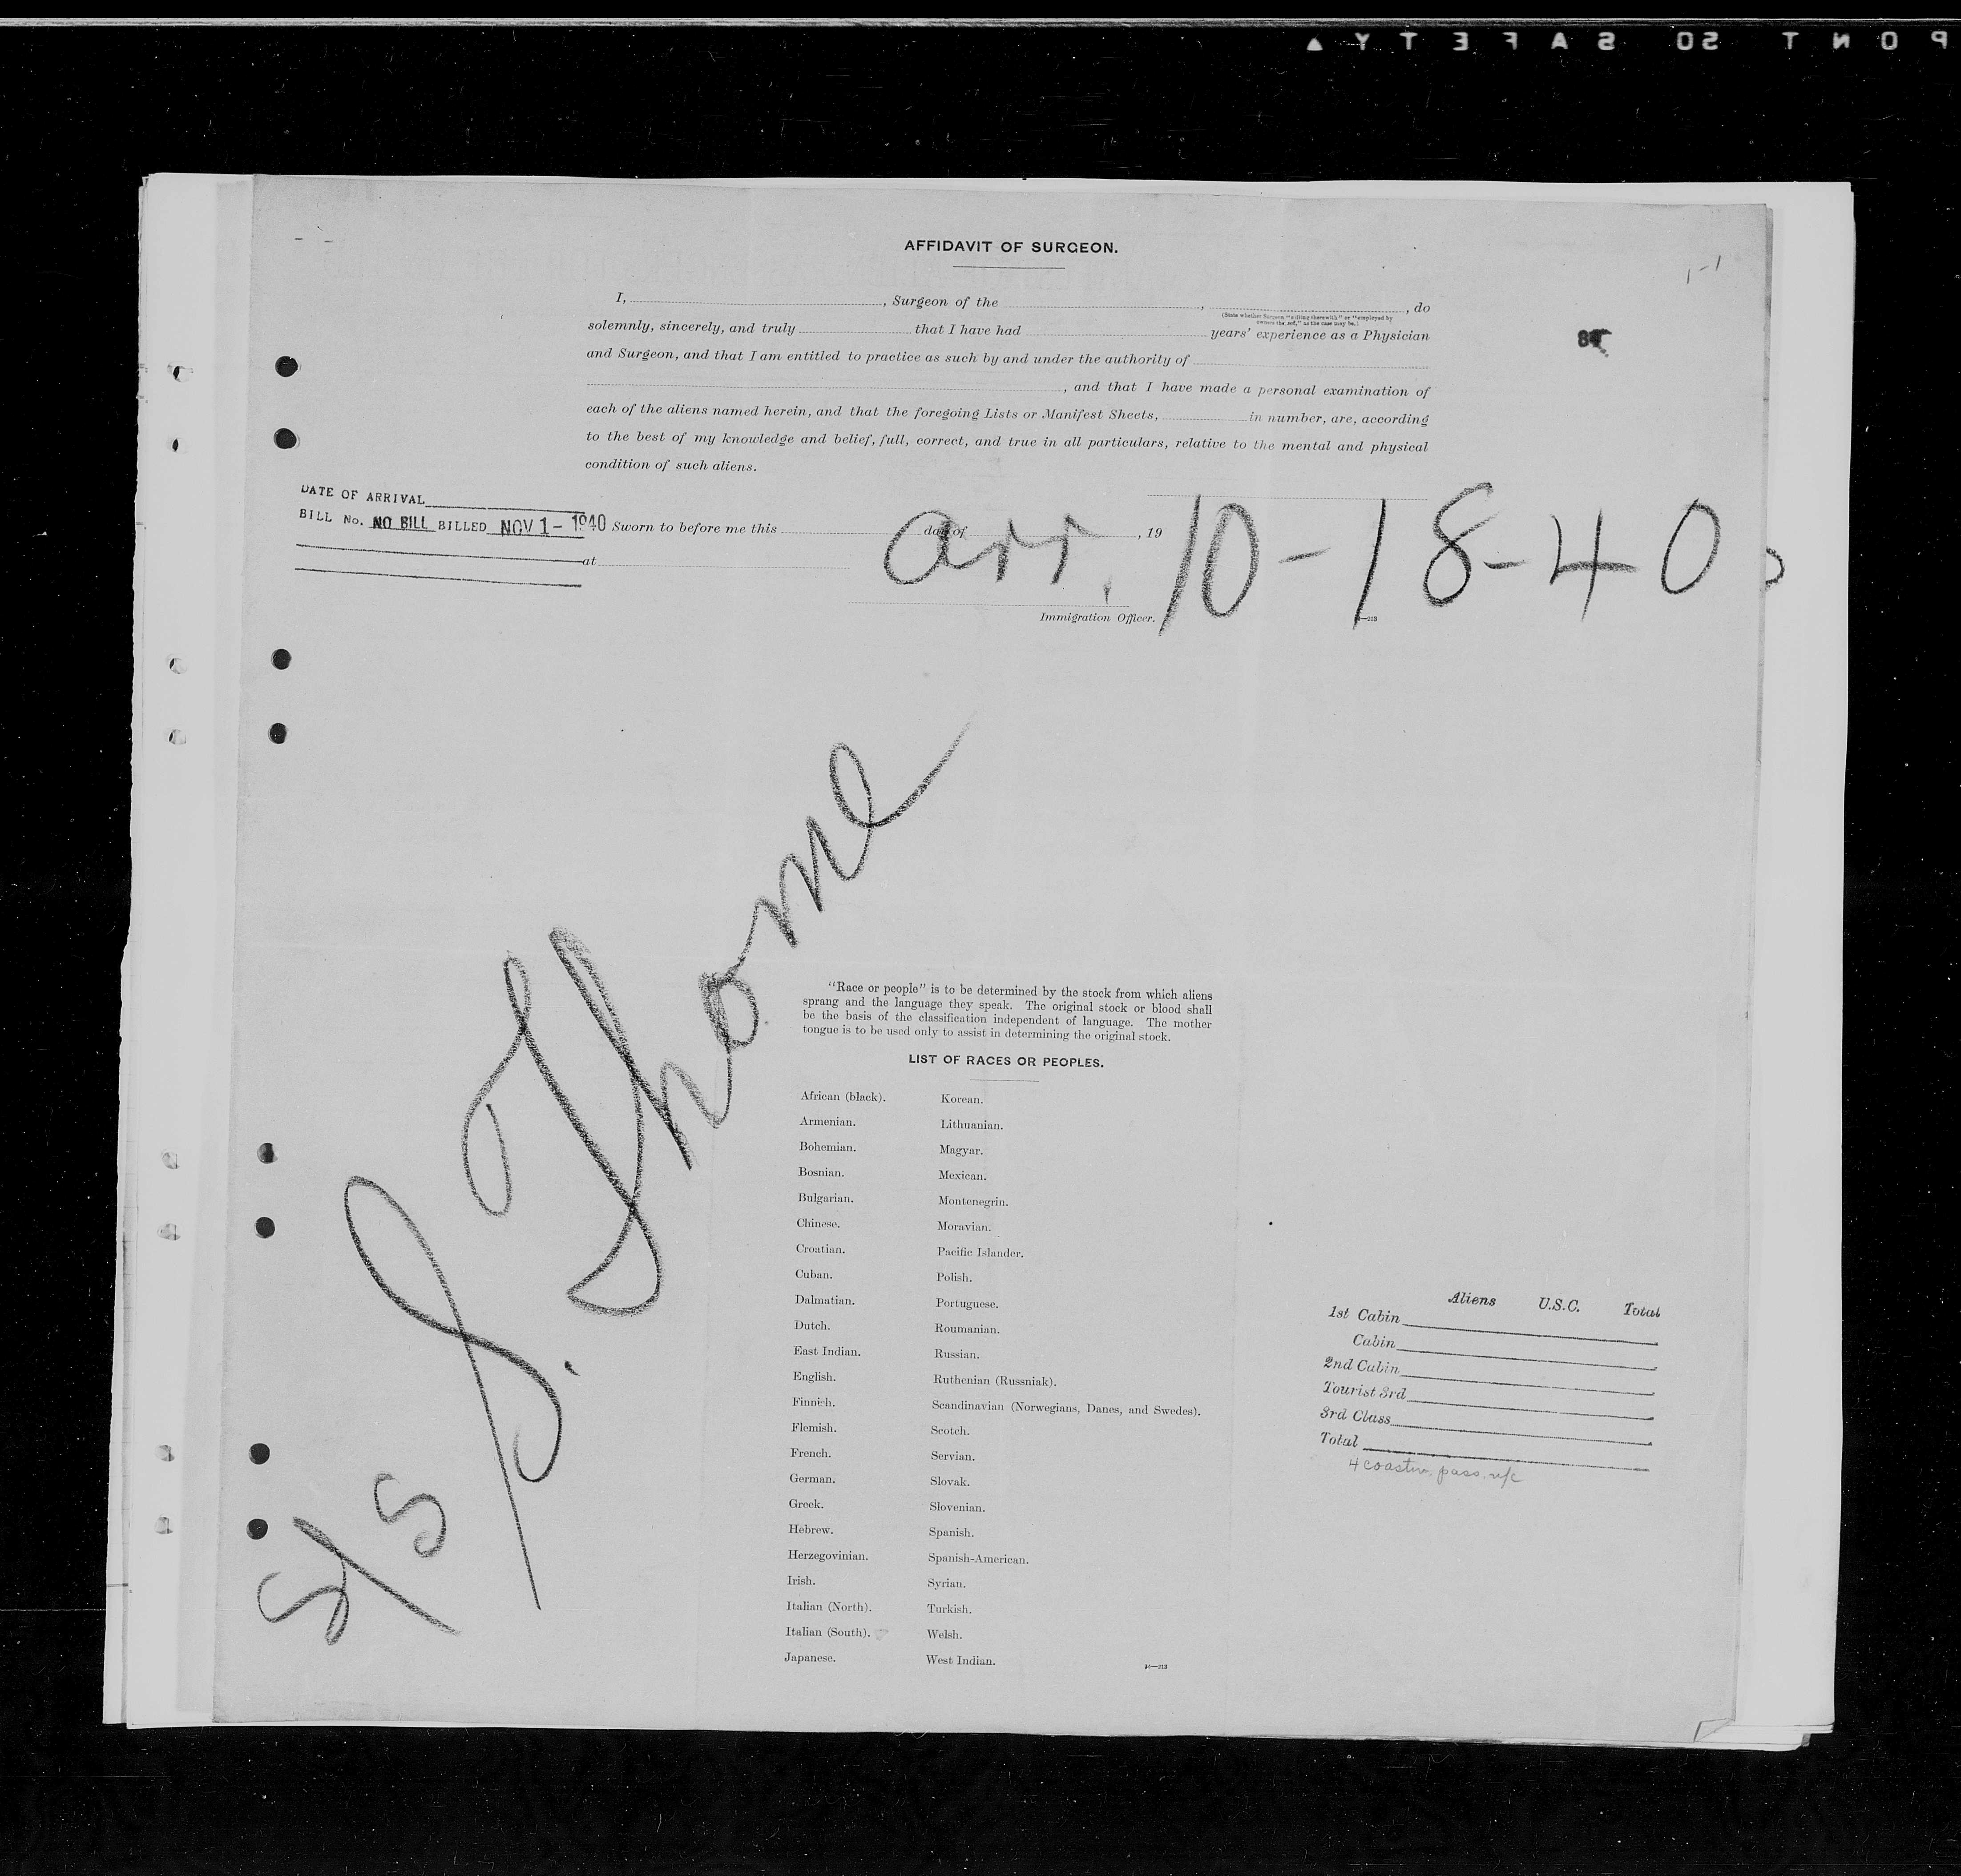 PONT SAFETY
AFFIDAVIT OF SURGEON.
1-1
I, , Surgeon of the , , do
(State whether Surgeon "sailing therewith" or "employed by owners thereof," as the case may be.)
solemnly, sincerely, and truly that I have had years' experience as a Physician
and Surgeon, and that I am entitled to practice as such by and under the authority of
, and that I have made a personal examination of
each of the aliens named herein, and that the foregoing Lists or Manifest Sheets, in number, are, according
to the best of my knowledge and belief, full, correct, and true in all particulars, relative to the mental and physical
condition of such aliens.
DATE OF ARRIVAL
BILL No. NO BILL BILLED NOV 1 - 1940 Sworn to before me this day of , 19
arr. 10-18-40
at
Immigration Officer.
S/S S. Thome
"Race or people" is to be determined by the stock from which aliens
sprang and the language they speak. The original stock or blood shall
be the basis of the classification independent of language. The mother
tongue is to be used only to assist in determining the original stock.
LIST OF RACES OR PEOPLES.
African (black). Korean.
Armenian. Lithuanian.
Bohemian. Magyar.
Bosnian. Mexican.
Bulgarian. Montenegrin.
Chinese. Moravian.
Croatian. Pacific Islander.
Cuban. Polish.
Dalmatian. Portuguese.
Dutch. Roumanian.
East Indian. Russian.
English. Ruthenian (Russniak).
Finnish. Scandinavian (Norwegians, Danes, and Swedes).
Flemish. Scotch.
French. Servian.
German. Slovak.
Greek. Slovenian.
Hebrew. Spanish.
Herzegovinian. Spanish-American.
Irish. Syrian.
Italian (North). Turkish.
Italian (South). Welsh.
Japanese. West Indian.
Aliens U.S.C. Total
1st Cabin
Cabin
2nd Cabin
Tourist 3rd
3rd Class
Total
4 coastw. pass.